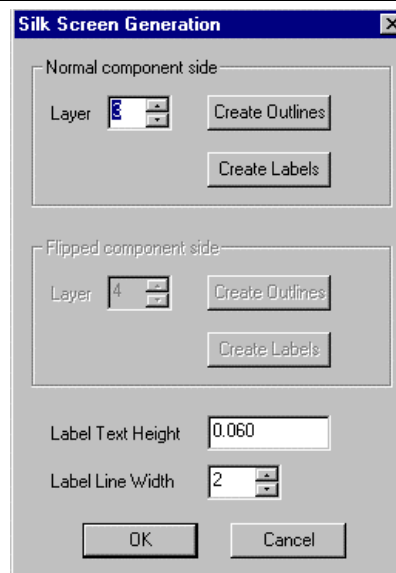 Silk Screen Generation
Normal component side
Layer 3 Create Outlines
Create Labels
Flipped component side
Layer 4 Create Outlines
Create Labels
Label Text Height 0.060
Label Line Width 2
OK Cancel